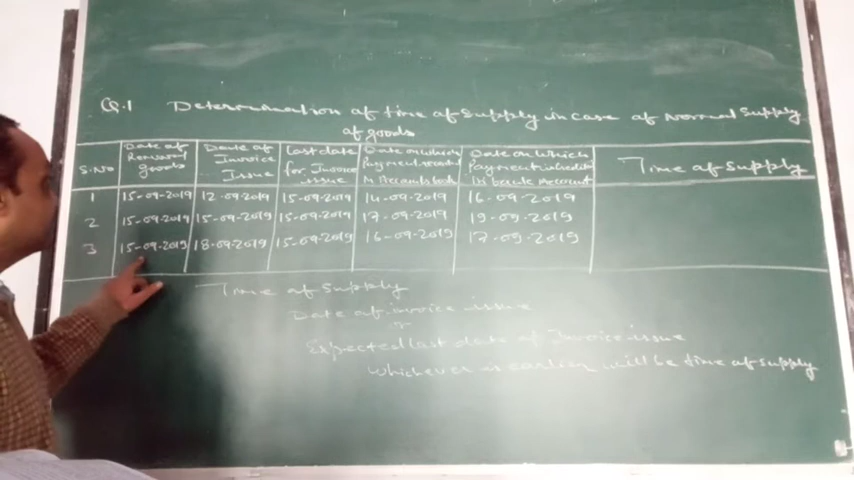 Q.1 Determination of time of Supply in Case of Normal Supply
of goods
S.No
Date of Removal goods
Date of Invoice Issue
last date for Invoice issue
Date on which Payment in Accounts book
Date on which Payment in Account
Time of Supply
1 15-09-2019 12.09.2019 15-09-2019 14-09-2019 16.09.2019
2 15-09-2019 15-09-2019 15-09-2019 17-09-2019 19-09-2019
3 15-09-2019 18-09-2019 15-09-2019 16-09-2019 17-09-2019
Time of Supply
Date of invoice issue
or
Expected last date of Invoice issue
Whichever is earlier will be time of supply